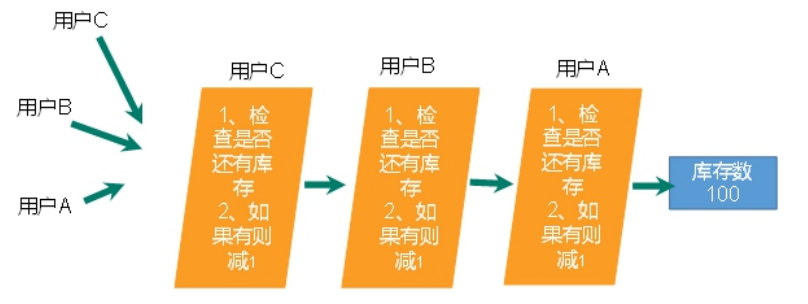 用户C
用户B
用户A
用户C
1、检
查是否
还有库
存
2、如
果有则
减1
用户B
1、检
查是否
还有库
存
2、如
果有则
减1
用户A
1、检
查是否
还有库
存
2、如
果有则
减1
库存数
100